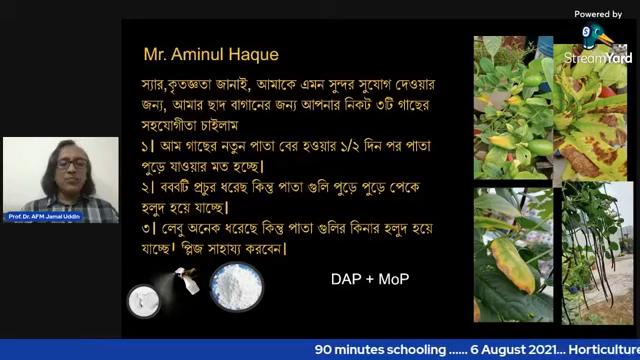 Powered by
StreamYard
Mr. Aminul Haque
স্যার,কৃতজ্ঞতা জানাই, আমাকে এমন সুন্দর সুযোগ দেওয়ার
জন্য, আমার ছাদ বাগানের জন্য আপনার নিকট ৩টি গাছের
সহযোগীতা চাইলাম
১| আম গাছের নতুন পাতা বের হওয়ার ১/২ দিন পর পাতা
পুড়ে যাওয়ার মত হচ্ছে|
২| বববটি প্রচুর ধরেছ কিন্তু পাতা গুলি পুড়ে পুড়ে পেকে
হলুদ হয়ে যাচ্ছে|
৩| লেবু অনেক ধরেছে কিন্তু পাতা গুলির কিনার হলুদ হয়ে
যাচ্ছে। প্লিজ সাহায্য করবেন|
DAP + MoP
Prof. Dr. AFM Jamal Uddin
90 minutes schooling ...... 6 August 2021... Horticulture